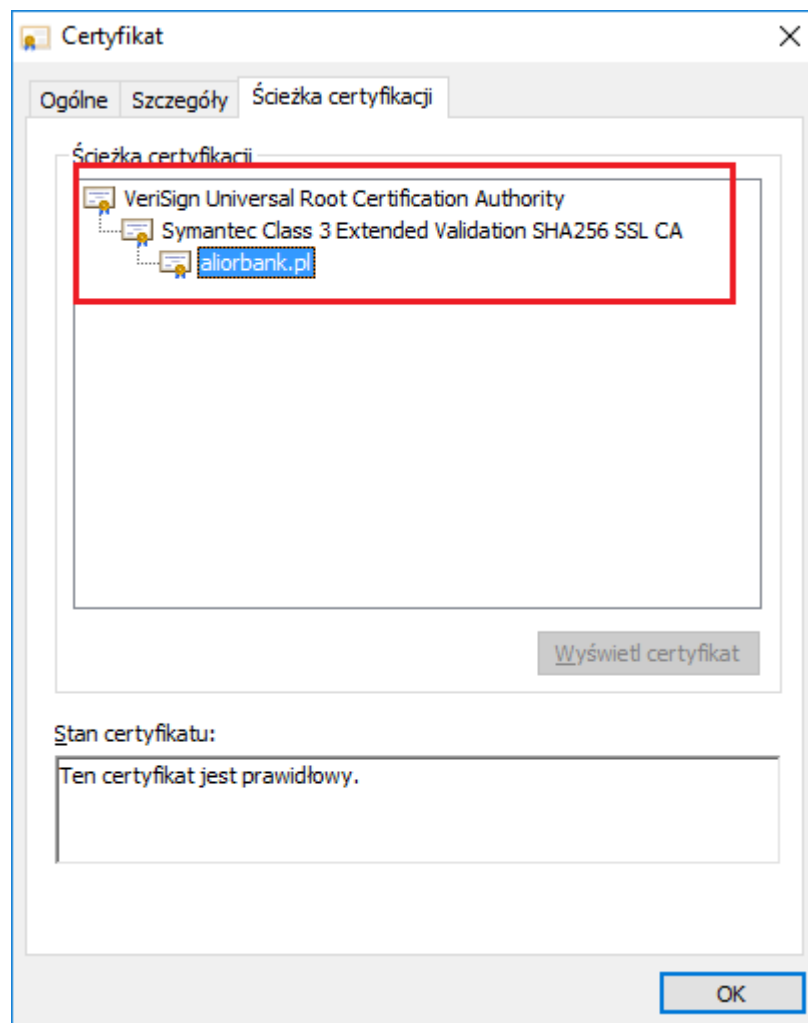 Certyfikat
Ogólne Szczegóły Ścieżka certyfikacji
Ścieżka certyfikacji
VeriSign Universal Root Certification Authority
Symantec Class 3 Extended Validation SHA256 SSL CA
aliorbank.pl
Wyświetl certyfikat
Stan certyfikatu:
Ten certyfikat jest prawidłowy.
OK